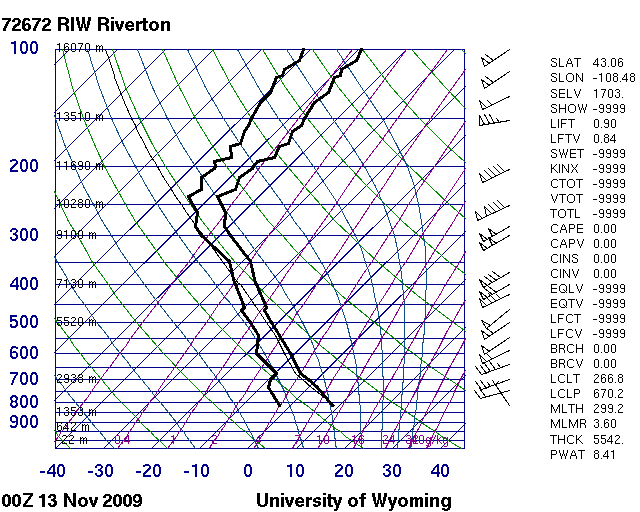 72672 RIW Riverton
100 16070 m
13510 m
200 11690 m
10280 m
300 9100 m
400 7130 m
500 5520 m
600
700 2938 m
800
1353 m
900 642 m
-22 m 0.4 1 2 4 7 10 16 24 32 40g/kg
-40 -30 -20 -10 0 10 20 30 40
00Z 13 Nov 2009 University of Wyoming
SLAT 43.06
SLON -108.48
SELV 1703.
SHOW -9999
LIFT 0.90
LFTV 0.84
SWET -9999
KINX -9999
CTOT -9999
VTOT -9999
TOTL -9999
CAPE 0.00
CAPV 0.00
CINS 0.00
CINV 0.00
EQLV -9999
EQTV -9999
LFCT -9999
LFCV -9999
BRCH 0.00
BRCV 0.00
LCLT 266.8
LCLP 670.2
MLTH 299.2
MLMR 3.60
THCK 5542.
PWAT 8.41